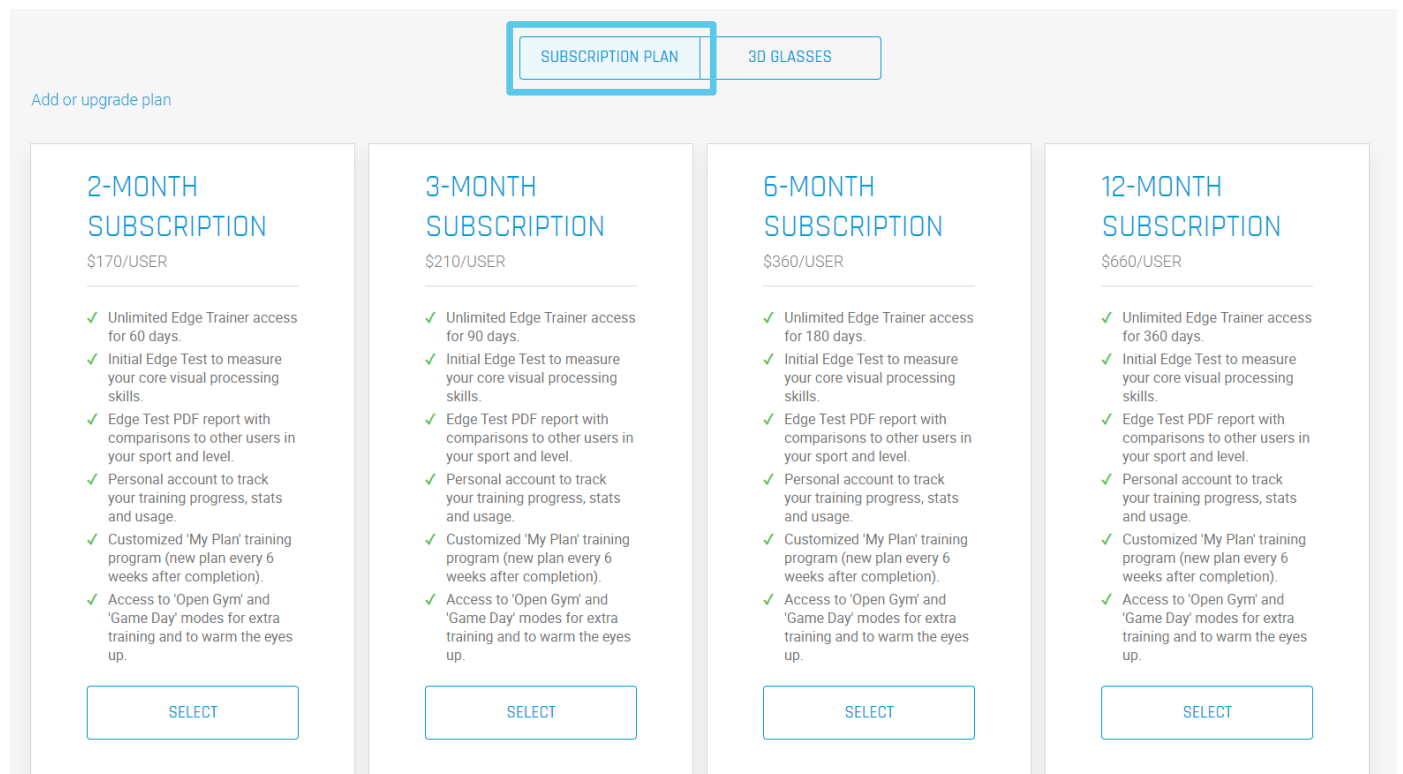 SUBSCRIPTION PLAN
3D GLASSES
Add or upgrade plan
2-MONTH
SUBSCRIPTION
$170/USER
Unlimited Edge Trainer access
for 60 days.
Initial Edge Test to measure
your core visual processing
skills.
Edge Test PDF report with
comparisons to other users in
your sport and level.
Personal account to track
your training progress, stats
and usage.
Customized 'My Plan' training
program (new plan every 6
weeks after completion).
Access to 'Open Gym' and
'Game Day' modes for extra
training and to warm the eyes
up.
SELECT
3-MONTH
SUBSCRIPTION
$210/USER
Unlimited Edge Trainer access
for 90 days.
Initial Edge Test to measure
your core visual processing
skills.
Edge Test PDF report with
comparisons to other users in
your sport and level.
Personal account to track
your training progress, stats
and usage.
Customized 'My Plan' training
program (new plan every 6
weeks after completion).
Access to 'Open Gym' and
'Game Day' modes for extra
training and to warm the eyes
up.
SELECT
6-MONTH
SUBSCRIPTION
$360/USER
Unlimited Edge Trainer access
for 180 days.
Initial Edge Test to measure
your core visual processing
skills.
Edge Test PDF report with
comparisons to other users in
your sport and level.
Personal account to track
your training progress, stats
and usage.
Customized 'My Plan' training
program (new plan every 6
weeks after completion).
Access to 'Open Gym' and
'Game Day' modes for extra
training and to warm the eyes
up.
SELECT
12-MONTH
SUBSCRIPTION
$660/USER
Unlimited Edge Trainer access
for 360 days.
Initial Edge Test to measure
your core visual processing
skills.
Edge Test PDF report with
comparisons to other users in
your sport and level.
Personal account to track
your training progress, stats
and usage.
Customized 'My Plan' training
program (new plan every 6
weeks after completion).
Access to 'Open Gym' and
'Game Day' modes for extra
training and to warm the eyes
up.
SELECT